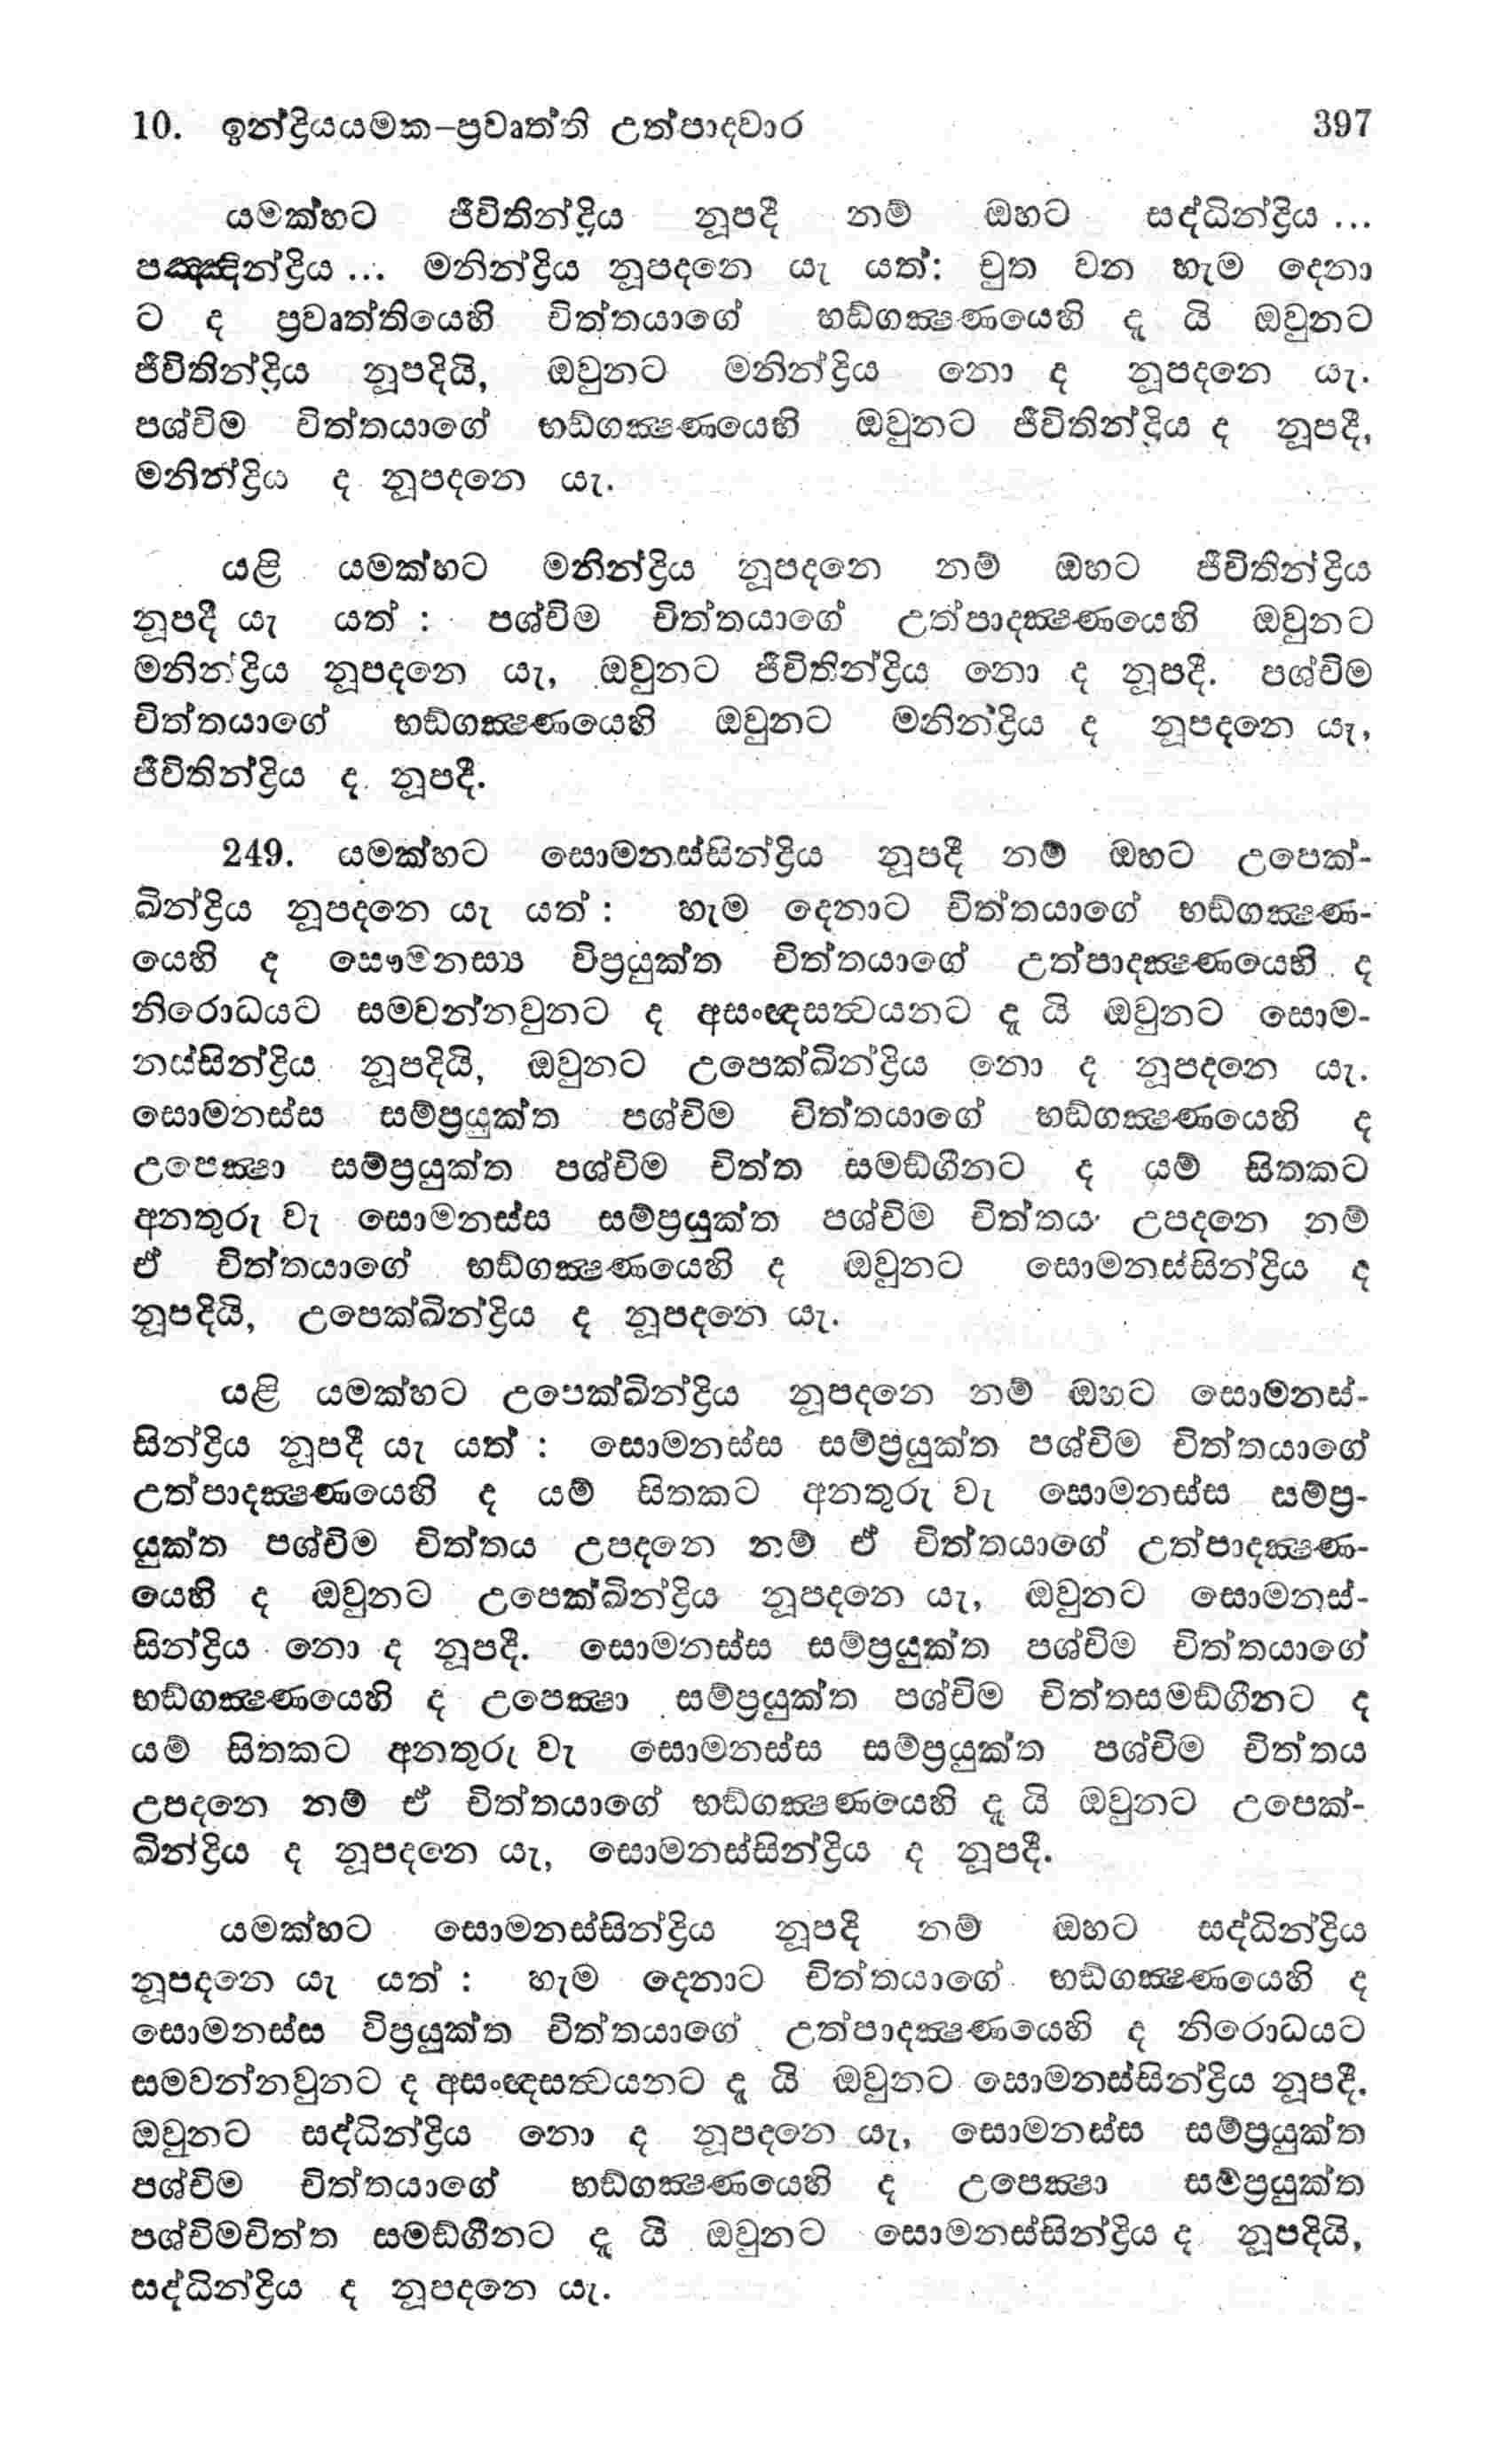 10. ඉන්ද්‍රියයමක–ප්‍රවෘත්ති උත්පාදවාර 397
යමක්හට ජීවිතින්ද්‍රිය නූපදී නම් ඔහට සද්ධින්ද්‍රිය ...
පඤ්ඤින්ද්‍රිය ... මනින්ද්‍රිය නූපදනෙ යැ යත්: චුත වන හැම දෙනා
ට ද ප්‍රවෘත්තියෙහි චිත්තයාගේ භඞ්ගක්‍ෂණයෙහි දැ යි ඔවුනට
ජීවිතින්ද්‍රිය නූපදියි, ඔවුනට මනින්ද්‍රිය නො ද නූපදනෙ යැ.
පශ්චිම චිත්තයාගේ භඞ්ගක්‍ෂණයෙහි ඔවුනට ජීවිතින්ද්‍රිය ද නූපදී,
මනින්ද්‍රිය ද නූපදනෙ යැ.
යළි යමක්හට මනින්ද්‍රිය නූපදනෙ නම් ඔහට ජීවිතින්ද්‍රිය
නූපදී යැ යත් : පශ්චිම චිත්තයාගේ උත්පාදක්‍ෂණයෙහි ඔවුනට
මනින්ද්‍රිය නූපදනෙ යැ, ඔවුනට ජීවිතින්ද්‍රිය නො ද නූපදී. පශ්චිම
චිත්තයාගේ භඞ්ගක්‍ෂණයෙහි ඔවුනට මනින්ද්‍රිය ද නූපදනෙ යැ,
ජීවිතින්ද්‍රිය ද නූපදී.
249. යමක්හට සොමනස්සින්ද්‍රිය නූපදී නම් ඔහට උපෙක්-
ඛින්ද්‍රිය නූපදනෙ යැ යත් : හැම දෙනාට චිත්තයාගේ භඞ්ගක්‍ෂණ-
යෙහි ද සෞමනස්‍ය විප්‍රයුක්ත චිත්තයාගේ උත්පාදක්‍ෂණයෙහි ද
නිරොධයට සමවන්නවුනට ද අසංඥසත්‍වයනට දැ යි ඔවුනට සොම-
නස්සින්ද්‍රිය නූපදියි, ඔවුනට උපෙක්ඛින්ද්‍රිය නො ද නූපදනෙ යැ.
සොමනස්ස සම්ප්‍රයුක්ත පශ්චිම චිත්තයාගේ භඞ්ගක්‍ෂණයෙහි ද
උපෙක්‍ෂා සම්ප්‍රයුක්ත පශ්චිම චිත්ත සමඞ්ගීනට ද යම් සිතකට
අනතුරු වැ සොමනස්ස සම්ප්‍රයුක්ත පශ්චිම චිත්තය උපදනෙ නම්
ඒ චිත්තයාගේ භඞ්ගක්‍ෂණයෙහි ද ඔවුනට සොමනස්සින්ද්‍රිය ද
නූපදියි, උපෙක්ඛින්ද්‍රිය ද නූපදනෙ යැ.
යළි යමක්හට උපෙක්ඛින්ද්‍රිය නූපදනෙ නම් ඔහට සොමනස්-
සින්ද්‍රිය නූපදී යැ යත් : සොමනස්ස සම්ප්‍රයුක්ත පශ්චිම චිත්තයාගේ
උත්පාදක්‍ෂණයෙහි ද යම් සිතකට අනතුරු වැ සොමනස්ස සම්ප්‍ර-
යුක්ත පශ්චිම චිත්තය උපදනෙ නම් ඒ චිත්තයාගේ උත්පාදක්‍ෂණ-
යෙහි ද ඔවුනට උපෙක්ඛින්ද්‍රිය නූපදනෙ යැ, ඔවුනට සොමනස්-
සින්ද්‍රිය නො ද නූපදී. සොමනස්ස සම්ප්‍රයුක්ත පශ්චිම චිත්තයාගේ
භඞ්ගක්‍ෂණයෙහි ද උපෙක්‍ෂා සම්ප්‍රයුක්ත පශ්චිම චිත්තසමඞ්ගීනට ද
යම් සිතකට අනතුරු වැ සොමනස්ස සම්ප්‍රයුක්ත පශ්චිම චිත්තය
උපදනෙ නම් ඒ චිත්තයාගේ භඞ්ගක්‍ෂණයෙහි දැ යි ඔවුනට උපෙක්-
ඛින්ද්‍රිය ද නූපදනෙ යැ, සොමනස්සින්ද්‍රිය ද නූපදී.
යමක්හට සොමනස්සින්ද්‍රිය නූපදී නම් ඔහට සද්ධින්ද්‍රිය
නූපදනෙ යැ යත් : හැම දෙනාට චිත්තයාගේ භඞ්ගක්‍ෂණයෙහි ද
සොමනස්ස විප්‍රයුක්ත චිත්තයාගේ උත්පාදක්‍ෂණයෙහි ද නිරොධයට
සමවන්නවුනට ද අසංඥසත්‍වයනට දැ යි ඔවුනට සොමනස්සින්ද්‍රිය නූපදී.
ඔවුනට සද්ධින්ද්‍රිය නො ද නූපදනෙ යැ, සොමනස්ස සම්ප්‍රයුක්ත
පශ්චිම චිත්තයාගේ භඞ්ගක්‍ෂණයෙහි ද උපෙක්‍ෂා සම්ප්‍රයුක්ත
පශ්චිමචිත්ත සමඞ්ගීනට දැ යි ඔවුනට සොමනස්සින්ද්‍රිය ද නූපදියි,
සද්ධින්ද්‍රිය ද නූපදනෙ යැ.